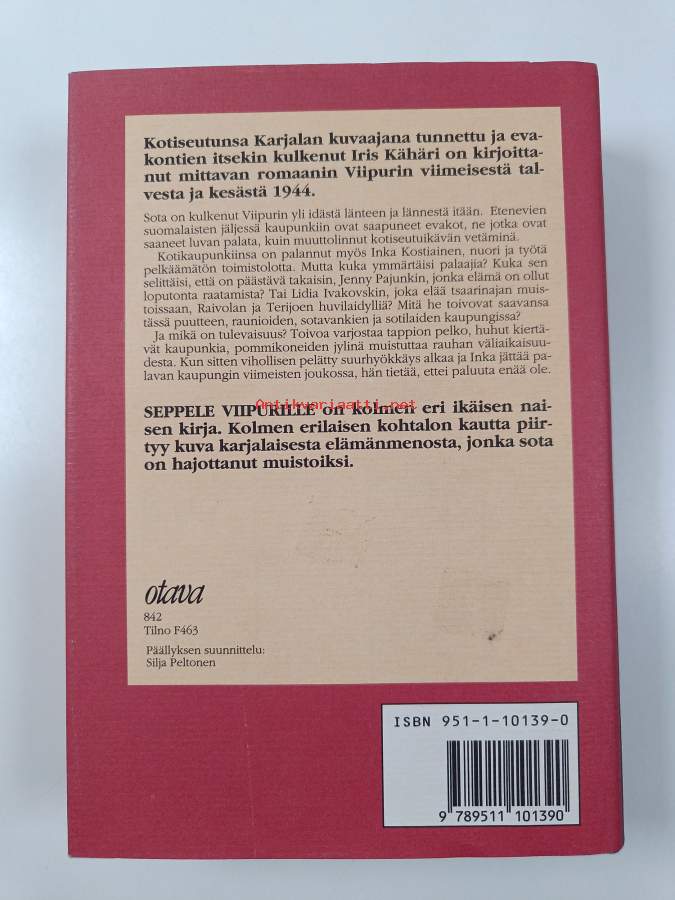 Kotiseutunsa Karjalan kuvaajana tunnettu ja eva-
kontien itsekin kulkenut Iris Kähäri on kirjoitta-
nut mittavan romaanin Viipurin viimeisestä tal-
vesta ja kesästä 1944.
Sota on kulkenut Viipurin yli idästä länteen ja lännestä itään. Etenevien
suomalaisten jäljessä kaupunkiin ovat saapuneet evakot, ne jotka ovat
saaneet luvan palata, kuin muuttolinnut kotiseutuikävän vetäminä.
Kotikaupunkiinsa on palannut myös Inka Kostiainen, nuori ja työtä
pelkäämätön toimistolotta. Mutta kuka ymmärtäisi palaajia? Kuka sen
selittäisi, että on päästävä takaisin, Jenny Pajunkin, jonka elämä on ollut
loputonta raatamista? Tai Lidia Ivakovskin, joka elää tsaarinajan muis-
toissaan, Raivolan ja Terijoen huvilaidylliä? Mitä he toivovat saavansa
tässä puutteen, raunioiden, sotavankien ja sotilaiden kaupungissa?
Ja mikä on tulevaisuus? Toivoa varjostaa tappion pelko, huhut kiertä-
vät kaupunkia, pommikoneiden jylinä muistuttaa rauhan väliaikaisuu-
desta. Kun sitten vihollisen pelätty suurhyökkäys alkaa ja Inka jättää pa-
lavan kaupungin viimeisten joukossa, hän tietää, ettei paluuta enää ole.
Antikvariaatti.net
SEPPELE VIIPURILLE on kolmen eri ikäisen nai-
sen kirja. Kolmen erilaisen kohtalon kautta piir-
tyy kuva karjalaisesta elämänmenosta, jonka sota
on hajottanut muistoiksi.
otava
842
Tilno F463
Päällyksen suunnittelu:
Silja Peltonen
ISBN 951-1-10139-0
9 789511 101390